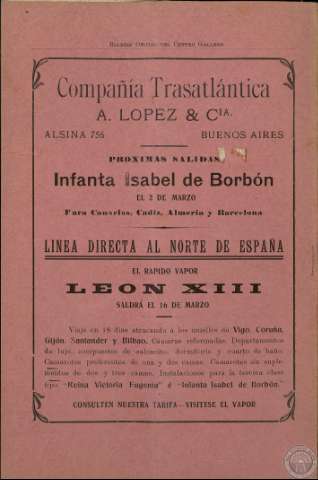 Boletín Oficial del Centro Gallego
Compañía Trasatlántica
A. LOPEZ & CIA.
ALSINA 756 BUENOS AIRES
PROXIMAS SALIDAS
Infanta Isabel de Borbón
EL 2 DE MARZO
Para Canarias, Cadiz, Almería y Barcelona
LINEA DIRECTA AL NORTE DE ESPAÑA
EL RAPIDO VAPOR
LEON XIII
SALDRÁ EL 16 DE MARZO
Viaje en 18 días atracando a los muelles de Vigo, Coruña,
Gijón, Santander y Bilbao. Cámaras reformadas. Departamentos
de lujo, compuestos de saloncito, dormitorio y cuarto de baño.
Camarotes preferentes de una y dos camas. Camarotes sin suple
mentos de dos y tres camas. Instalaciones para la tercera clase
tipo "Reina Victoria Eugenia" é "Infanta Isabel de Borbón."
CONSULTEN NUESTRA TARIFA - VISITESE EL VAPOR